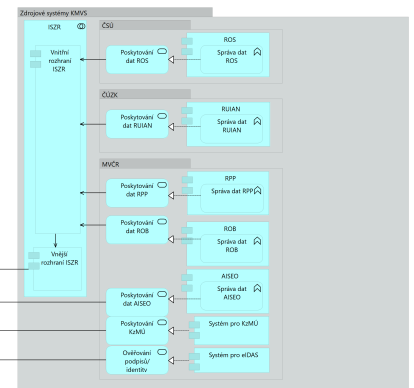 Zdrojové systémy KMVS
ISZR
Vnitřní
rozhraní
ISZR
Vnější
rozhraní ISZR
ČSÚ
Poskytování
dat ROS
ROS
Správa dat
ROS
ČÚZK
Poskytování
dat RUIAN
RUIAN
Správa dat
RUIAN
MVČR
Poskytování
dat RPP
RPP
Správa dat RPP
Poskytování
dat ROB
ROB
Správa dat
ROB
AISEO
Správa dat
AISEO
Poskytování
dat AISEO
Poskytování
KzMÚ
Systém pro KzMÚ
Ověřování
podpisů/
identity
Systém pro eIDAS